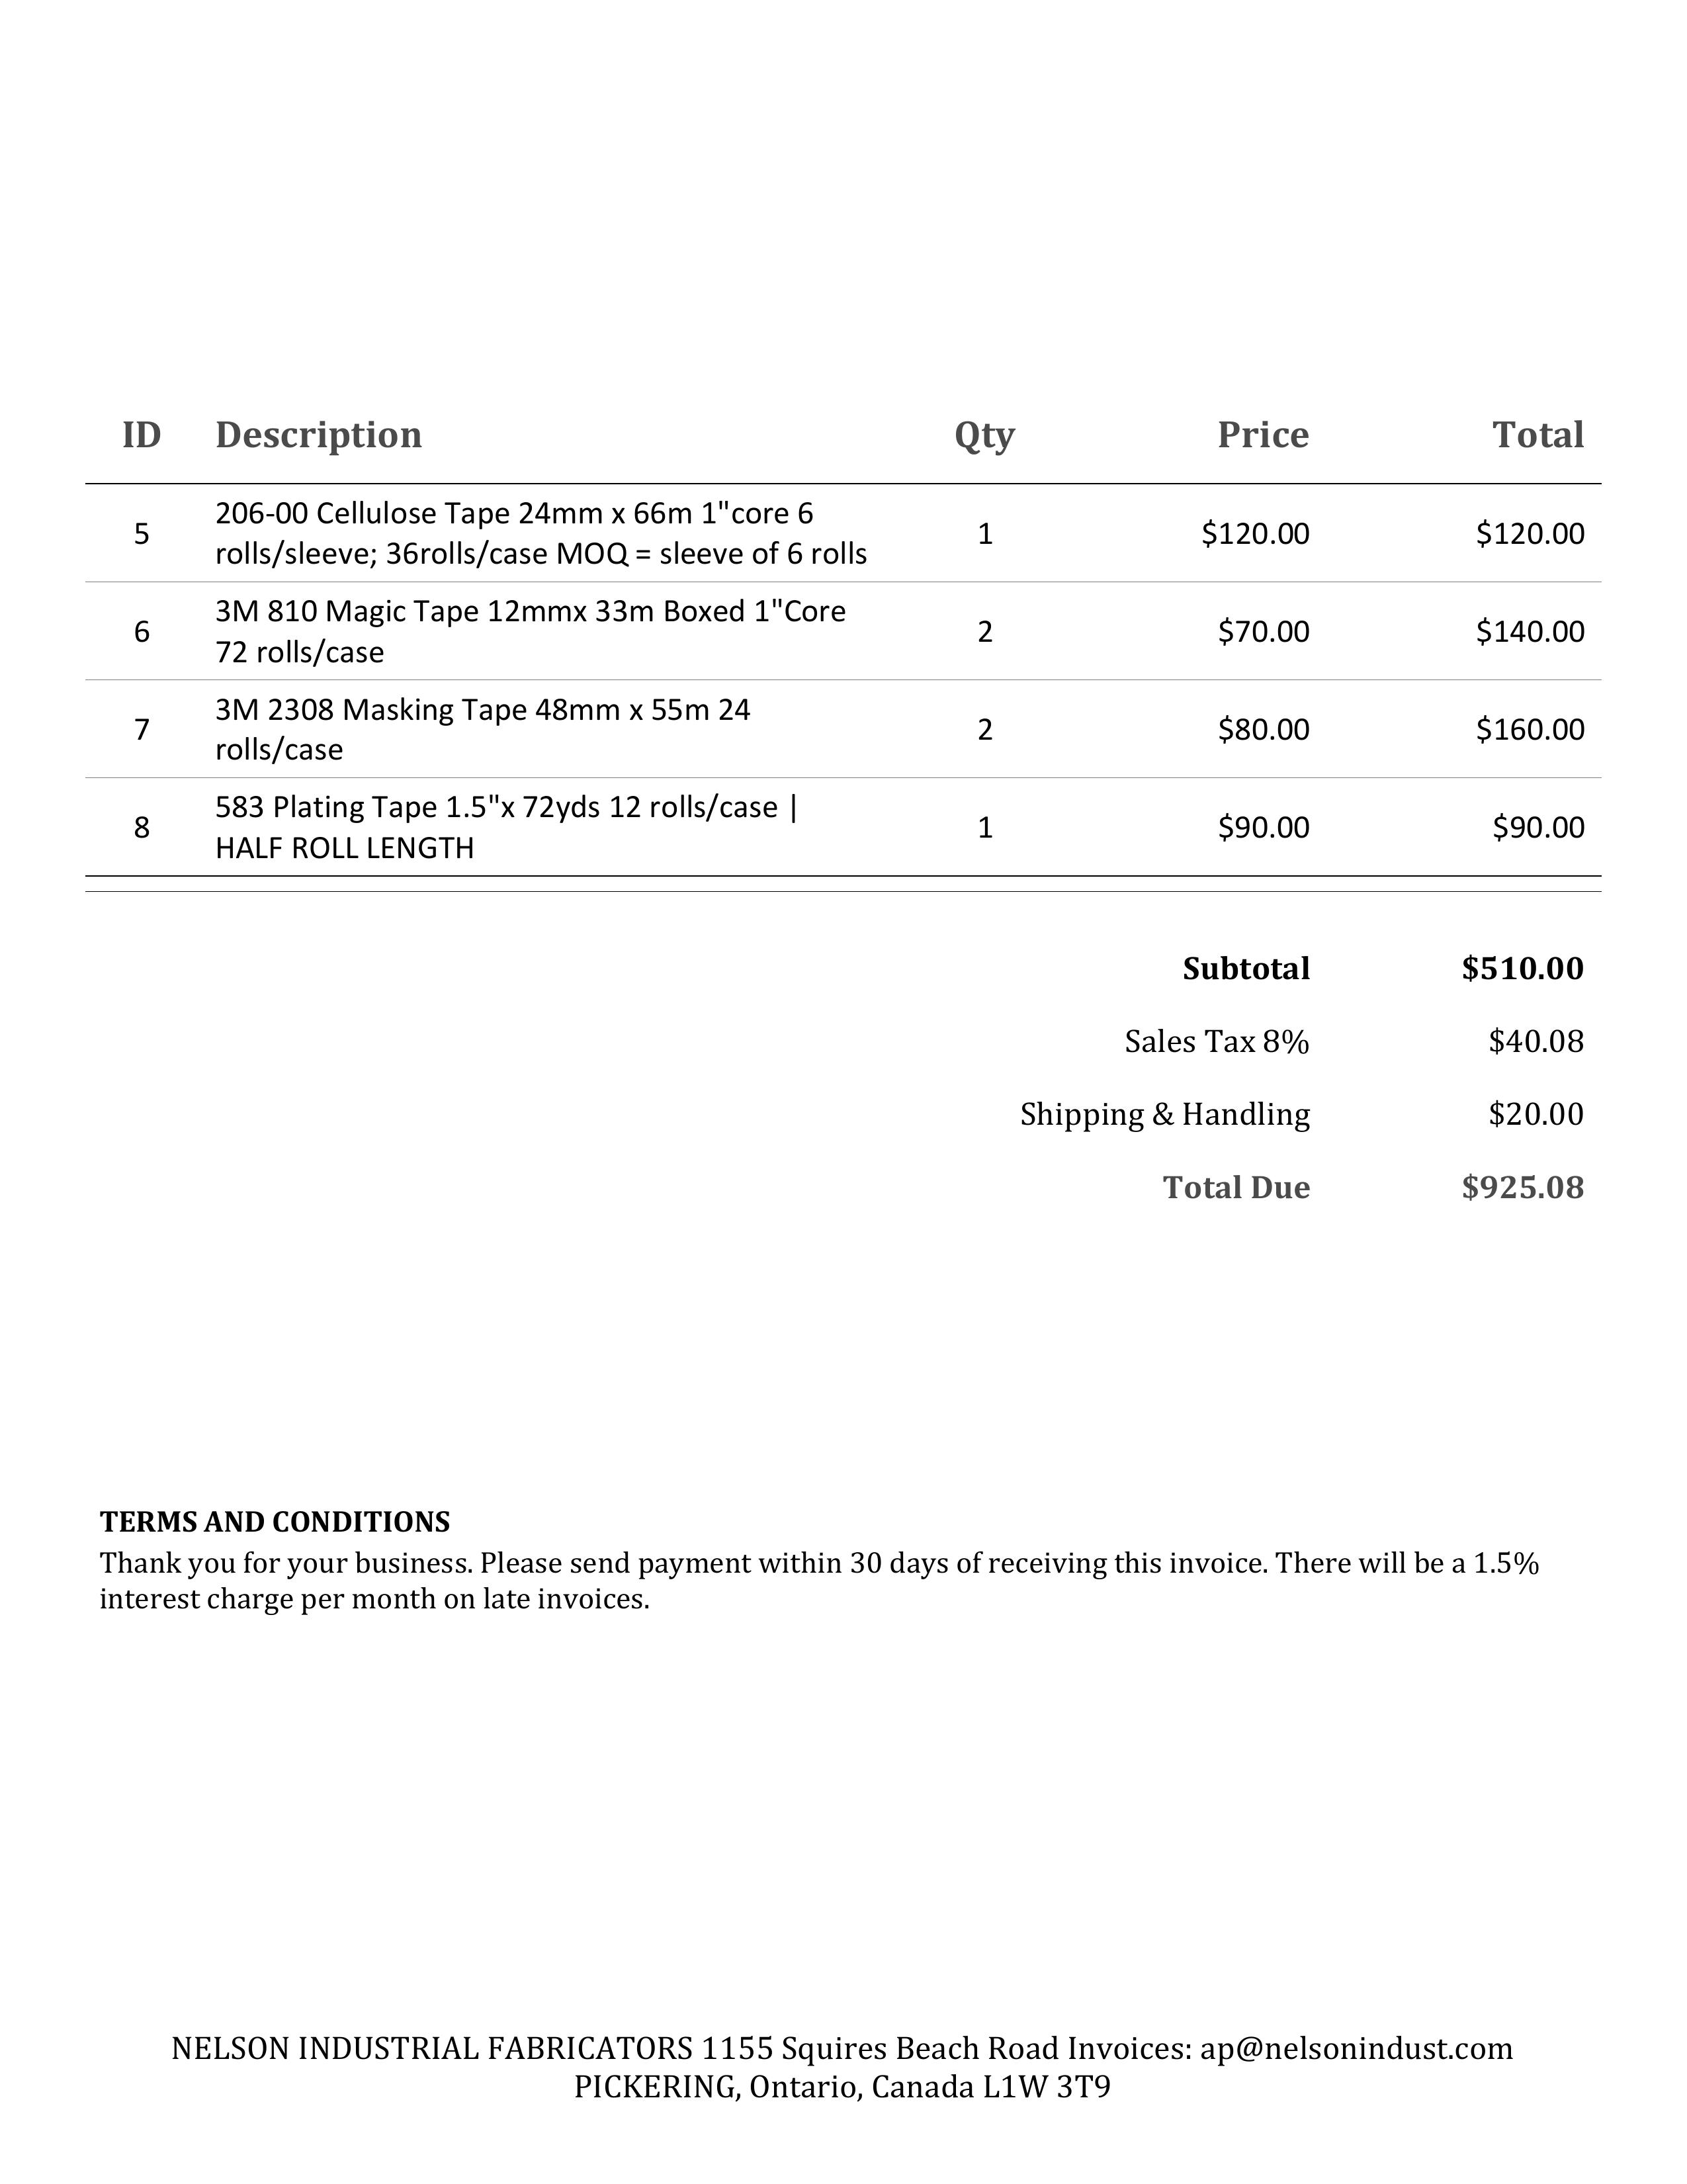 ID Description Qty Price Total
5 206-00 Cellulose Tape 24mm x 66m 1"core 6
rolls/sleeve; 36rolls/case MOQ = sleeve of 6 rolls 1 $120.00 $120.00
6 3M 810 Magic Tape 12mmx 33m Boxed 1"Core
72 rolls/case 2 $70.00 $140.00
7 3M 2308 Masking Tape 48mm x 55m 24
rolls/case 2 $80.00 $160.00
8 583 Plating Tape 1.5"x 72yds 12 rolls/case |
HALF ROLL LENGTH 1 $90.00 $90.00
Subtotal $510.00
Sales Tax 8% $40.08
Shipping & Handling $20.00
Total Due $925.08
TERMS AND CONDITIONS
Thank you for your business. Please send payment within 30 days of receiving this invoice. There will be a 1.5%
interest charge per month on late invoices.
NELSON INDUSTRIAL FABRICATORS 1155 Squires Beach Road Invoices: ap@nelsonindust.com
PICKERING, Ontario, Canada L1W 3T9